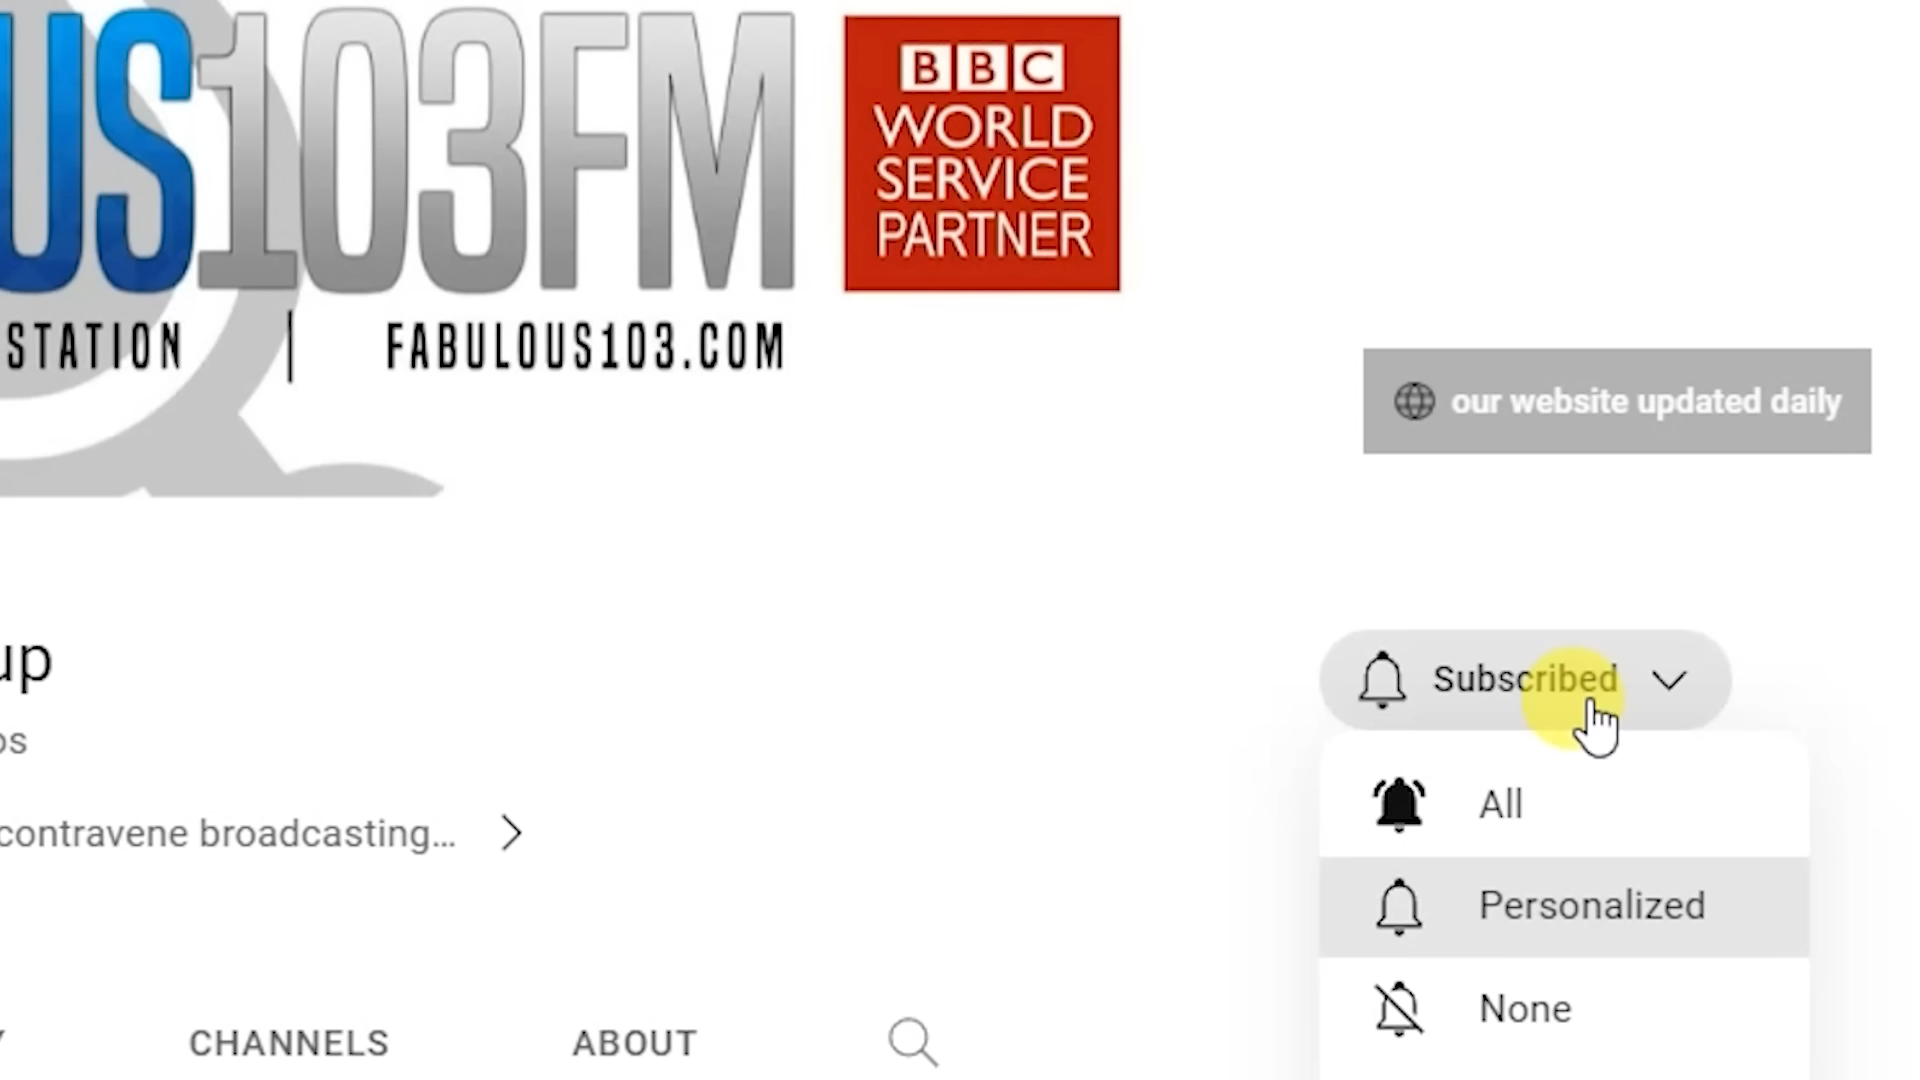 US103FM
BBC
WORLD
SERVICE
PARTNER
STATION | FABULOUS103.COM
our website updated daily
up
Subscribed
os
All
contravene broadcasting...
Personalized
None
CHANNELS
ABOUT